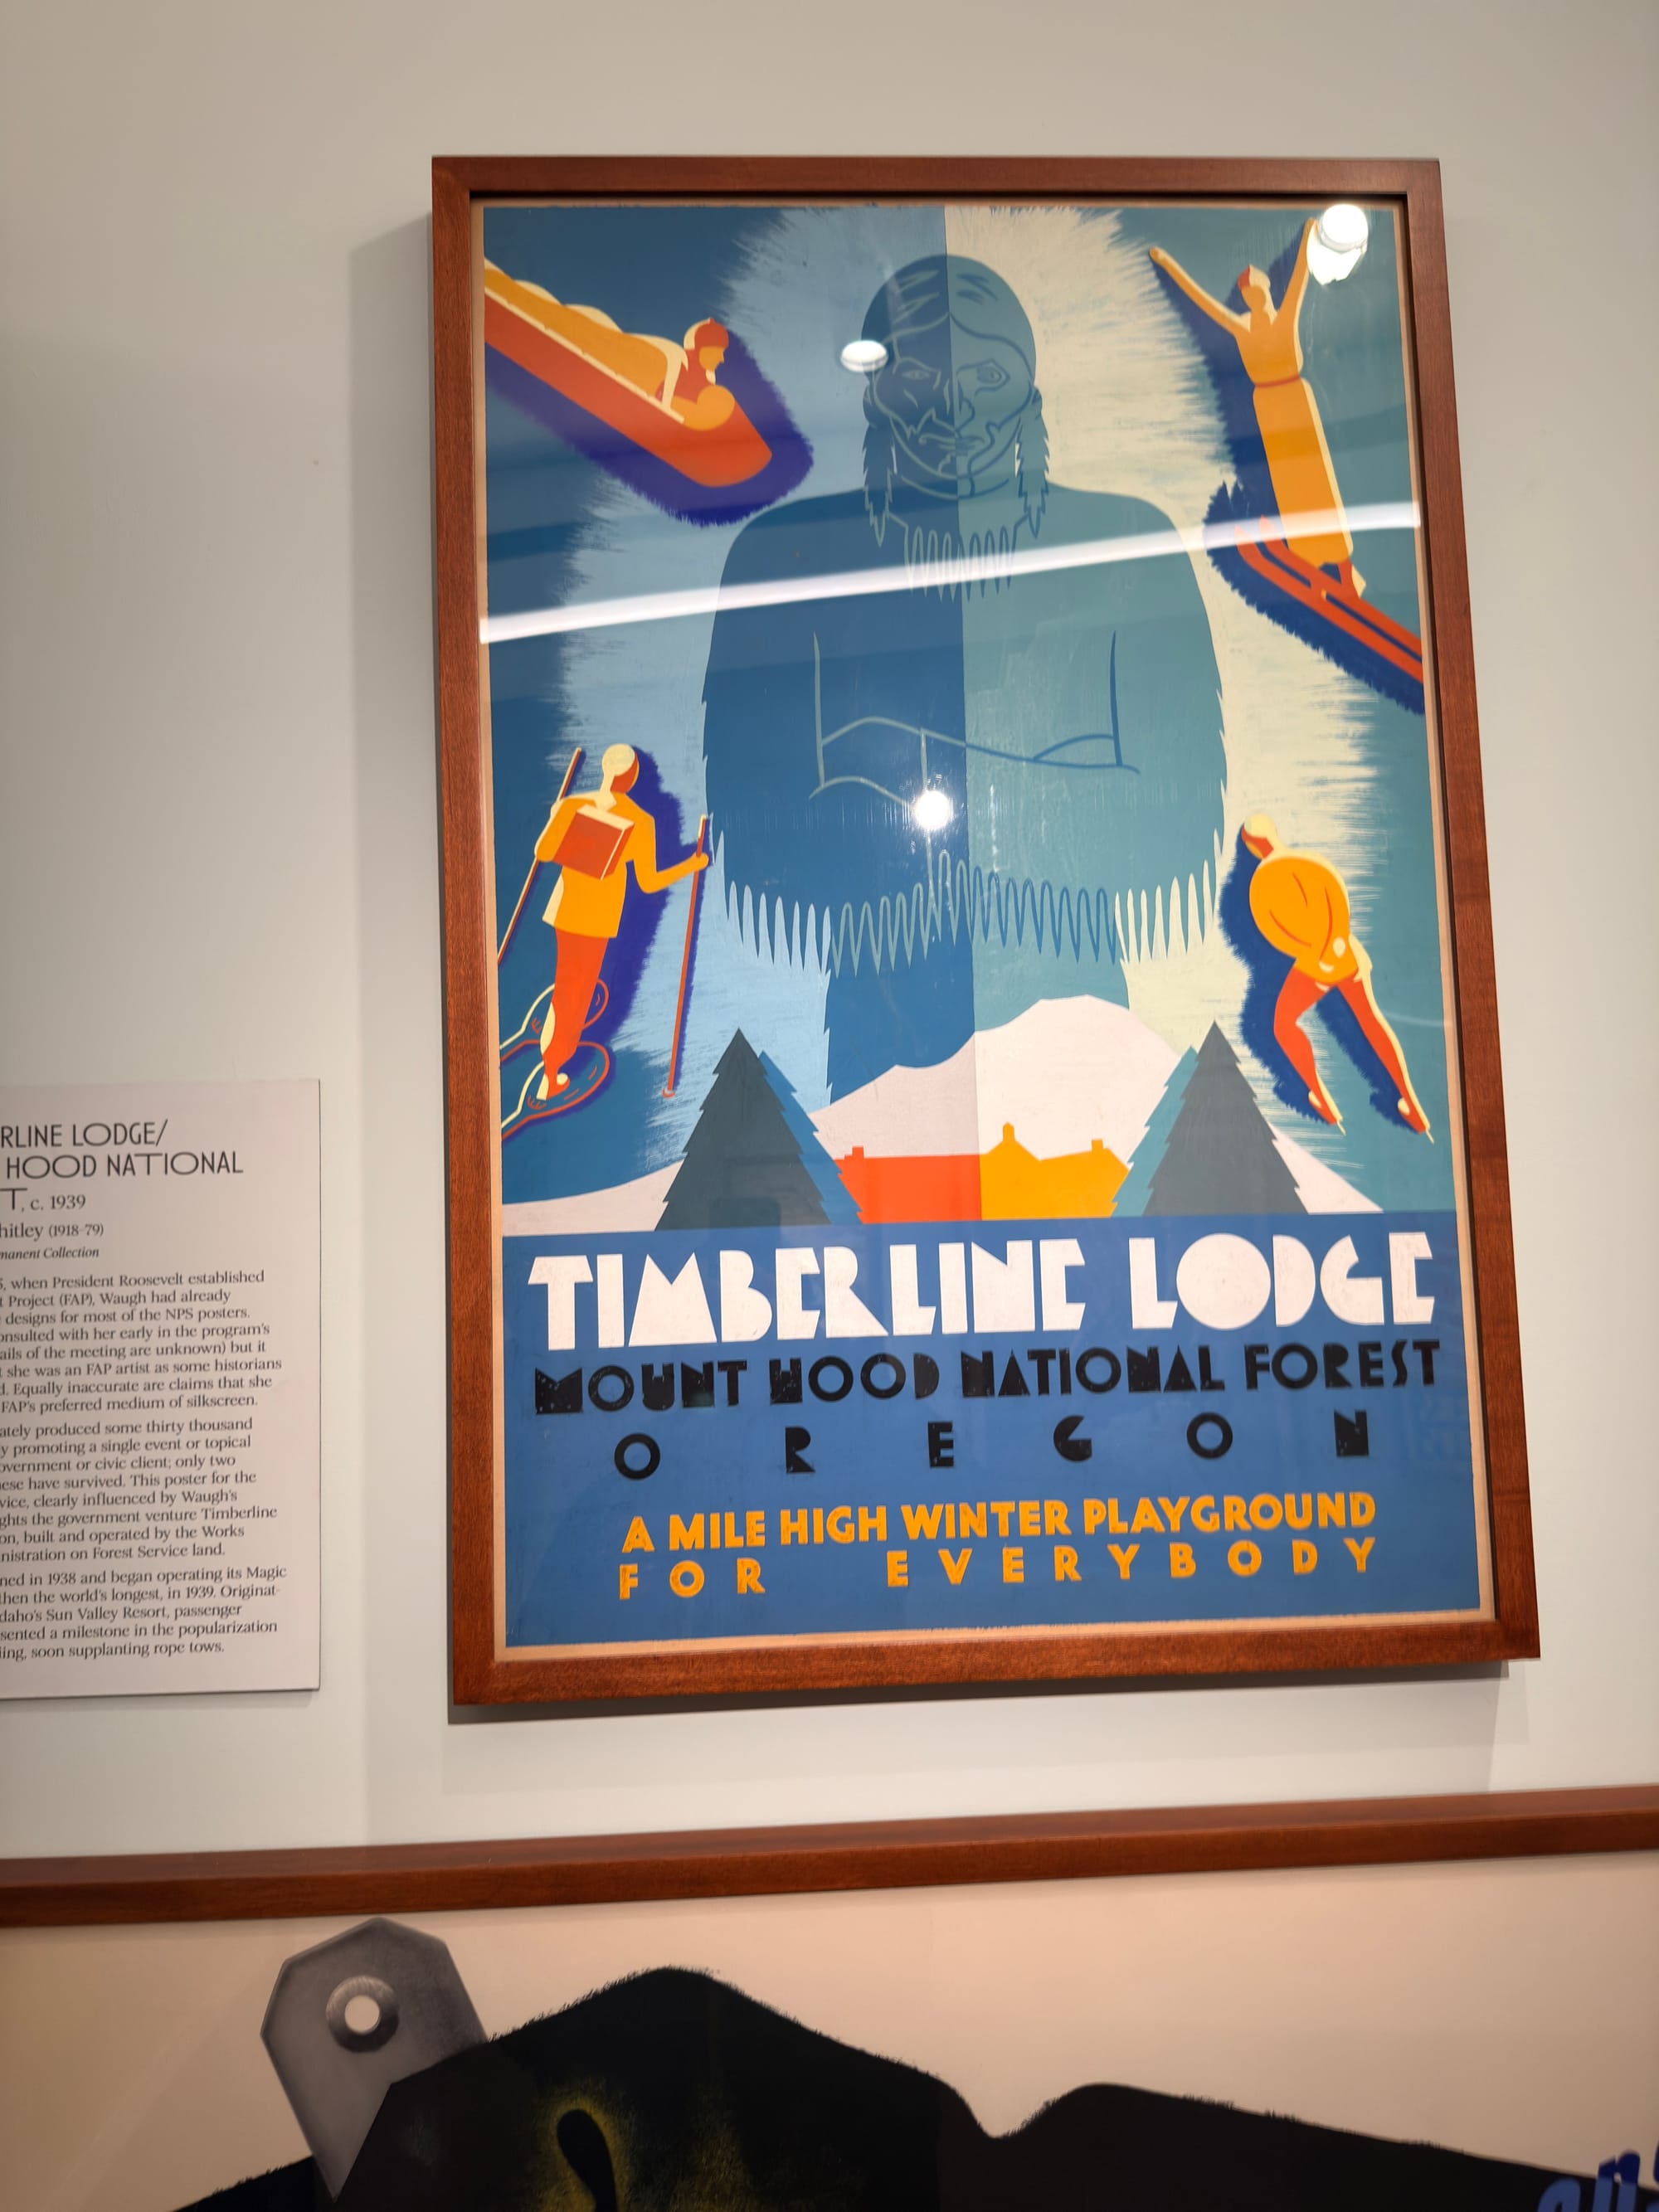 RLINE LODGE/
HOOD NATIONAL
T, c. 1939
hitley (1918-79)
manent Collection
, when President Roosevelt established
t Project (FAP), Waugh had already
designs for most of the NPS posters.
onsulted with her early in the program's
ails of the meeting are unknown) but it
t she was an FAP artist as some historians
d. Equally inaccurate are claims that she
FAP's preferred medium of silkscreen.
ately produced some thirty thousand
y promoting a single event or topical
overnment or civic client; only two
ese have survived. This poster for the
vice, clearly influenced by Waugh's
ghts the government venture Timberline
on, built and operated by the Works
nistration on Forest Service land.
ned in 1938 and began operating its Magic
then the world's longest, in 1939. Originat-
daho's Sun Valley Resort, passenger
sented a milestone in the popularization
iing, soon supplanting rope tows.
TIMBERLINE LODGE
MOUNT HOOD NATIONAL FOREST
OREGON
A MILE HIGH WINTER PLAYGROUND
FOR EVERYBODY